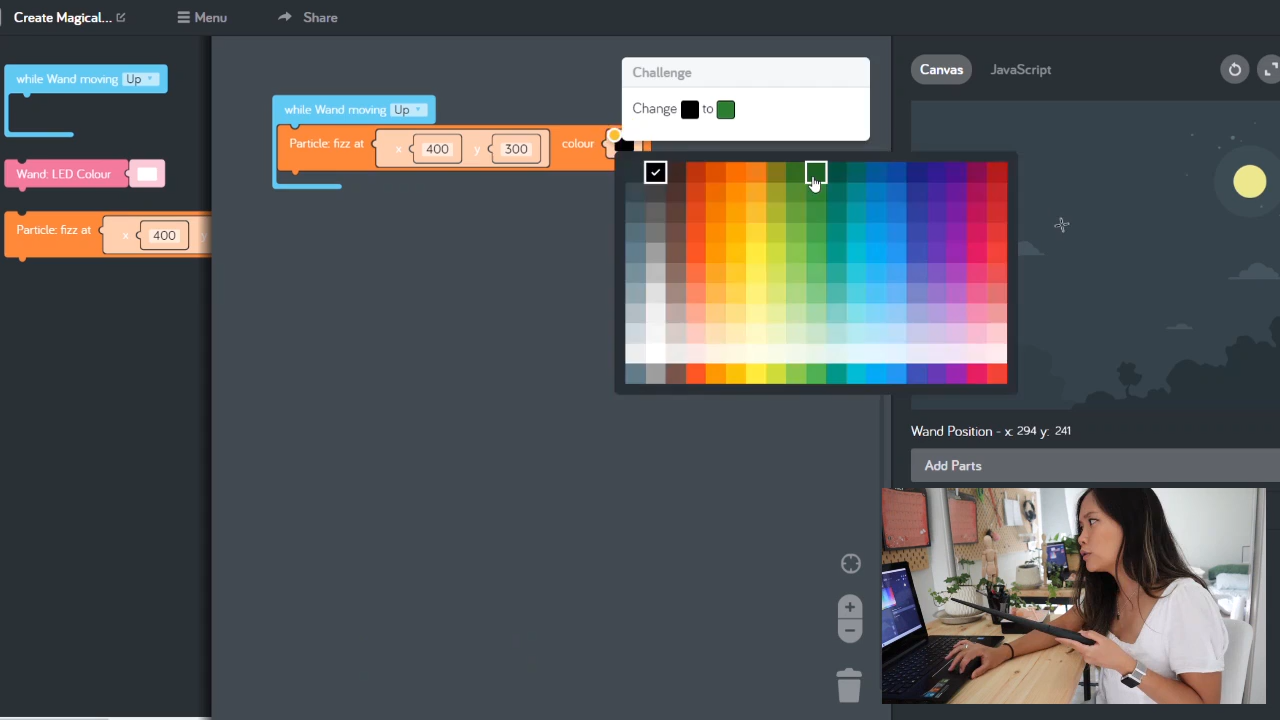 Create Magical...
Menu
Share
while Wand moving Up
Wand: LED Colour
Particle: fizz at x 400 y
while Wand moving Up
Particle: fizz at x 400 y 300 colour
Challenge
Change to
Canvas
JavaScript
Wand Position - x: 294 y: 241
Add Parts